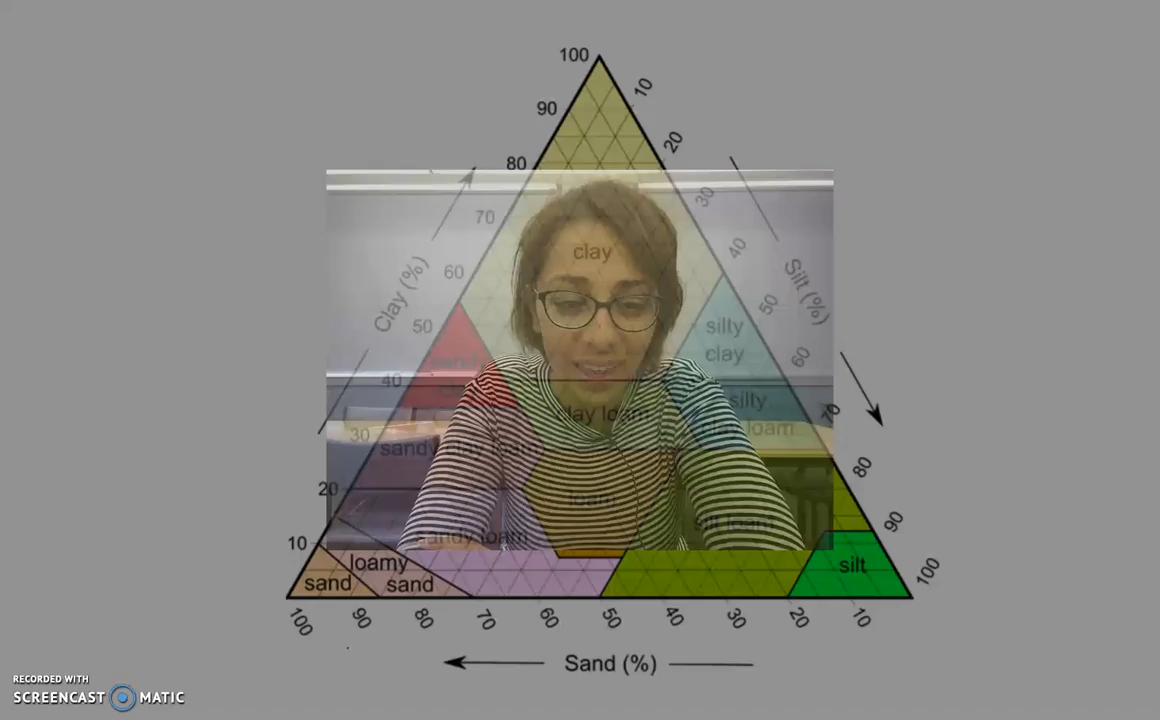 100
90
80
70
60
50
40
30
20
10
Clay (%)
10
20
30
40
50
60
70
80
90
100
Silt (%)
clay
silty
clay
sandy
silty
clay loam
clay loam
sandy clay loam
loam
silt loam
sandy loam
loamy
sand
sand
silt
100
90
80
70
60
50
40
30
20
10
Sand (%)
RECORDED WITH
SCREENCAST MATIC